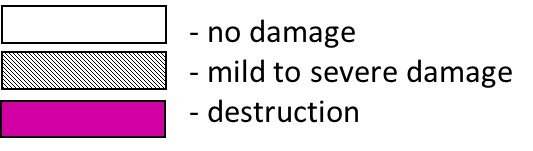 - no damage
- mild to severe damage
- destruction